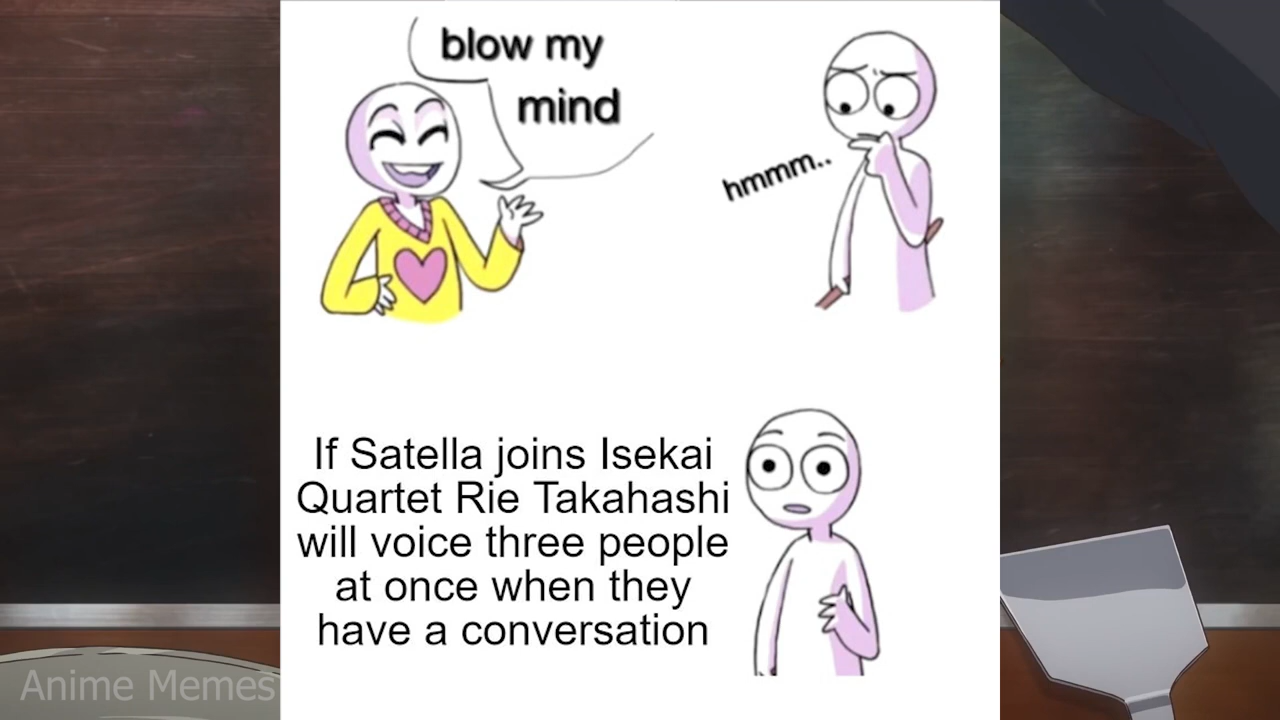 blow my
mind
hmmm..
If Satella joins Isekai
Quartet Rie Takahashi
will voice three people
at once when they
have a conversation
Anime Memes